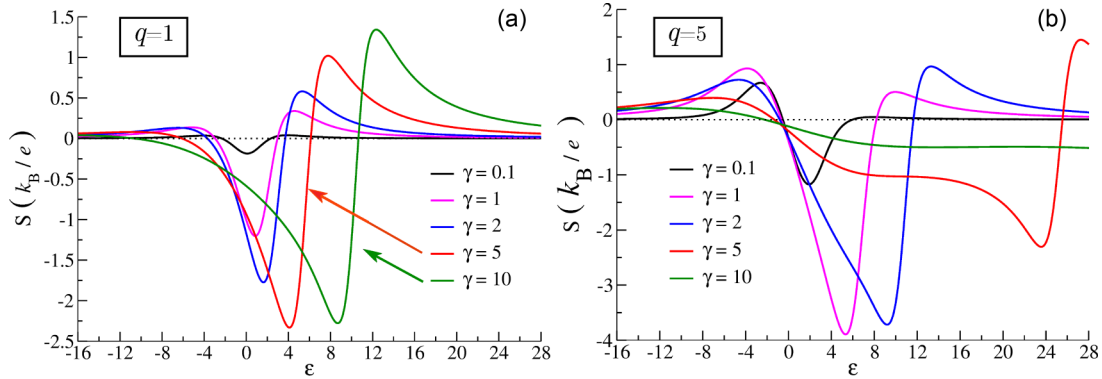 (a)
q=1
1.5
1
0.5
0
-0.5
-1
-1.5
-2
-2.5
S ( k_B / e )
γ = 0.1
γ = 1
γ = 2
γ = 5
γ = 10
-16 -12 -8 -4 0 4 8 12 16 20 24 28
ε
(b)
q=5
2
1
0
-1
-2
-3
-4
S ( k_B / e )
γ = 0.1
γ = 1
γ = 2
γ = 5
γ = 10
-16 -12 -8 -4 0 4 8 12 16 20 24 28
ε